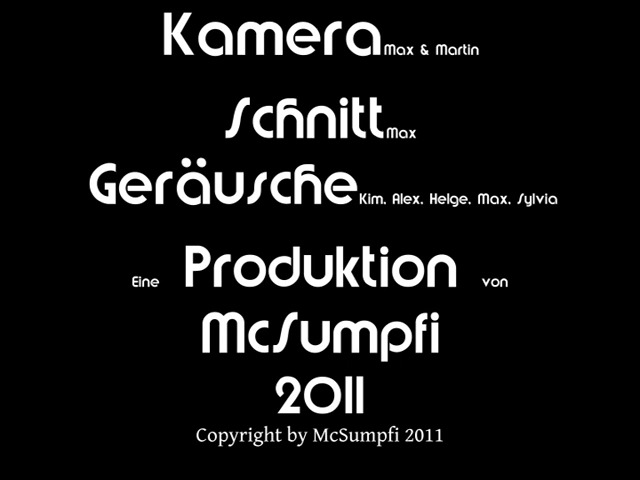 Kamera Max & Martin
Schnitt Max
Geräusche Kim, Alex, Helge, Max, Sylvia
Eine Produktion von
McSumpfi
2011
Copyright by McSumpfi 2011